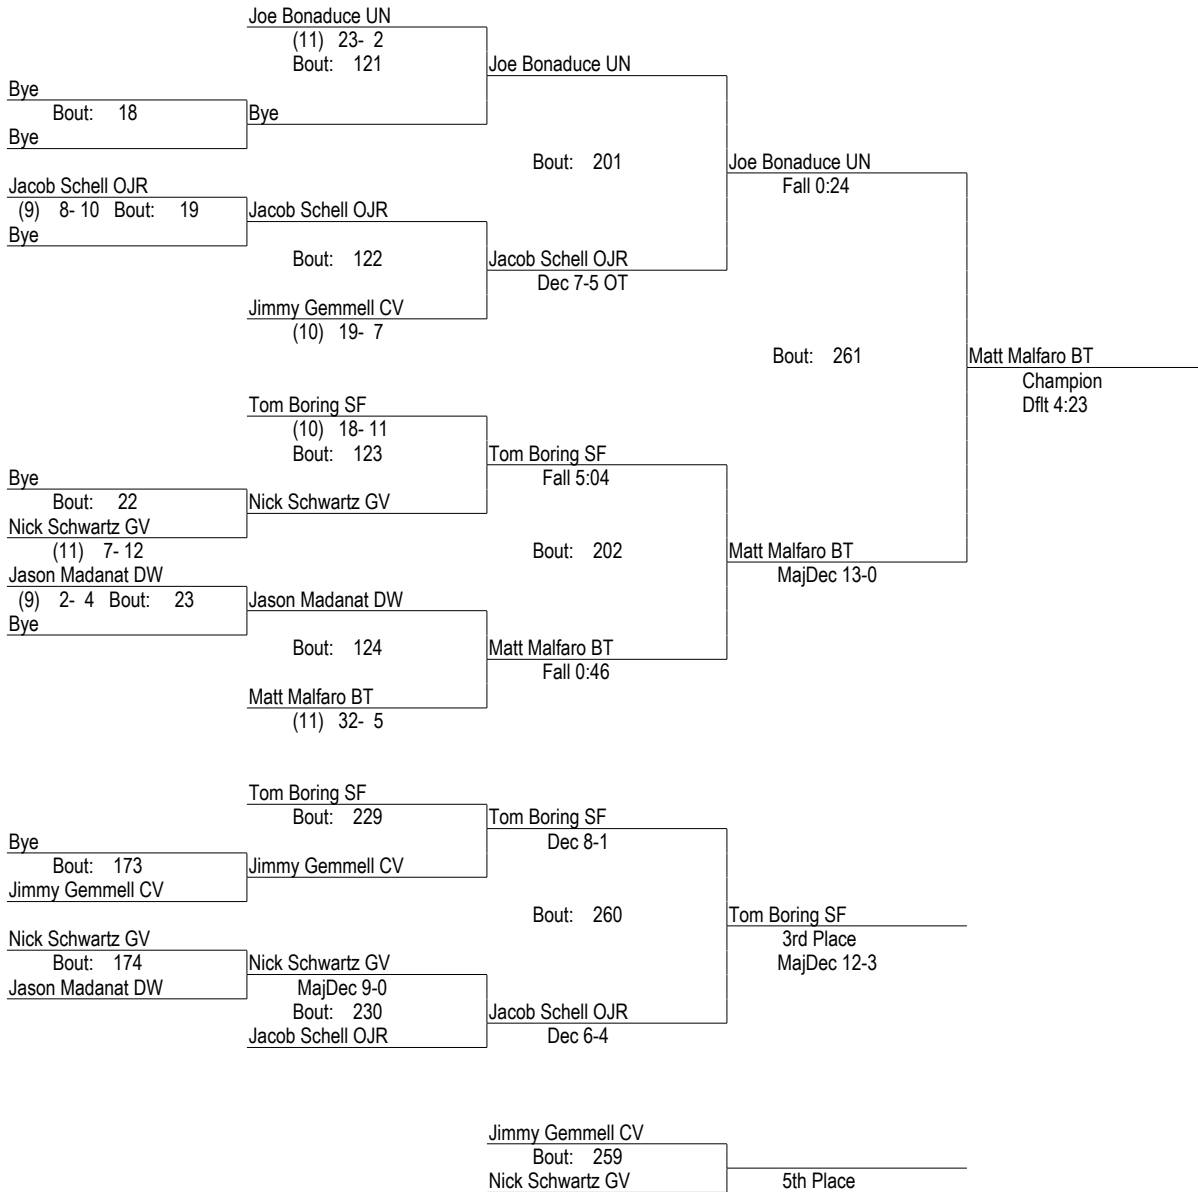 Joe Bonaduce UN
(11) 23- 2
Bout: 121
Joe Bonaduce UN
Bye
Bout: 18
Bye
Bye
Bout: 201
Joe Bonaduce UN
Fall 0:24
Jacob Schell OJR
(9) 8- 10 Bout: 19
Jacob Schell OJR
Bye
Bout: 122
Jacob Schell OJR
Dec 7-5 OT
Jimmy Gemmell CV
(10) 19- 7
Bout: 261
Matt Malfaro BT
Champion
Dflt 4:23
Tom Boring SF
(10) 18- 11
Bout: 123
Tom Boring SF
Fall 5:04
Bye
Bout: 22
Nick Schwartz GV
Nick Schwartz GV
(11) 7- 12
Bout: 202
Matt Malfaro BT
MajDec 13-0
Jason Madanat DW
(9) 2- 4 Bout: 23
Jason Madanat DW
Bye
Bout: 124
Matt Malfaro BT
Fall 0:46
Matt Malfaro BT
(11) 32- 5
Tom Boring SF
Bout: 229
Tom Boring SF
Dec 8-1
Bye
Bout: 173
Jimmy Gemmell CV
Jimmy Gemmell CV
Bout: 260
Tom Boring SF
3rd Place
MajDec 12-3
Nick Schwartz GV
Bout: 174
Nick Schwartz GV
Jason Madanat DW
MajDec 9-0
Bout: 230
Jacob Schell OJR
Dec 6-4
Jacob Schell OJR
Jimmy Gemmell CV
Bout: 259
Nick Schwartz GV
5th Place